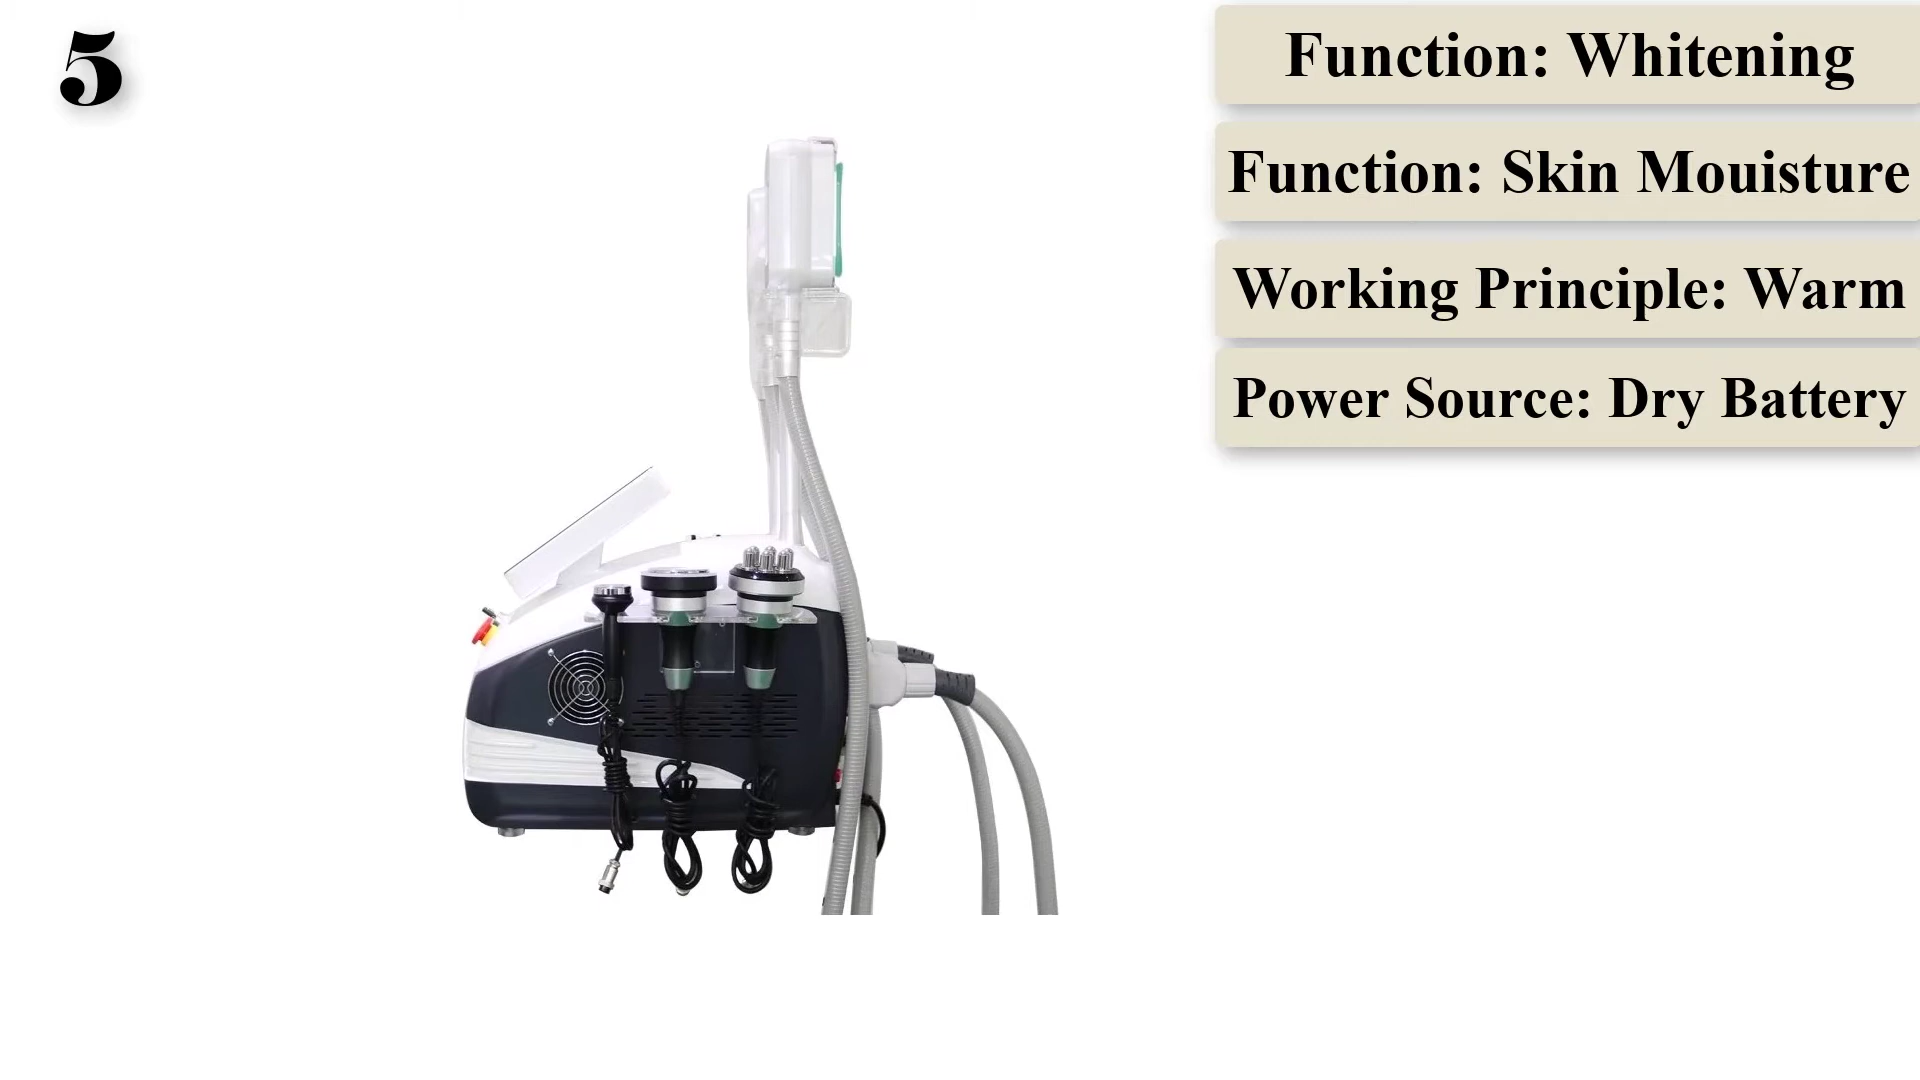 5
Function: Whitening
Function: Skin Mouisture
Working Principle: Warm
Power Source: Dry Battery